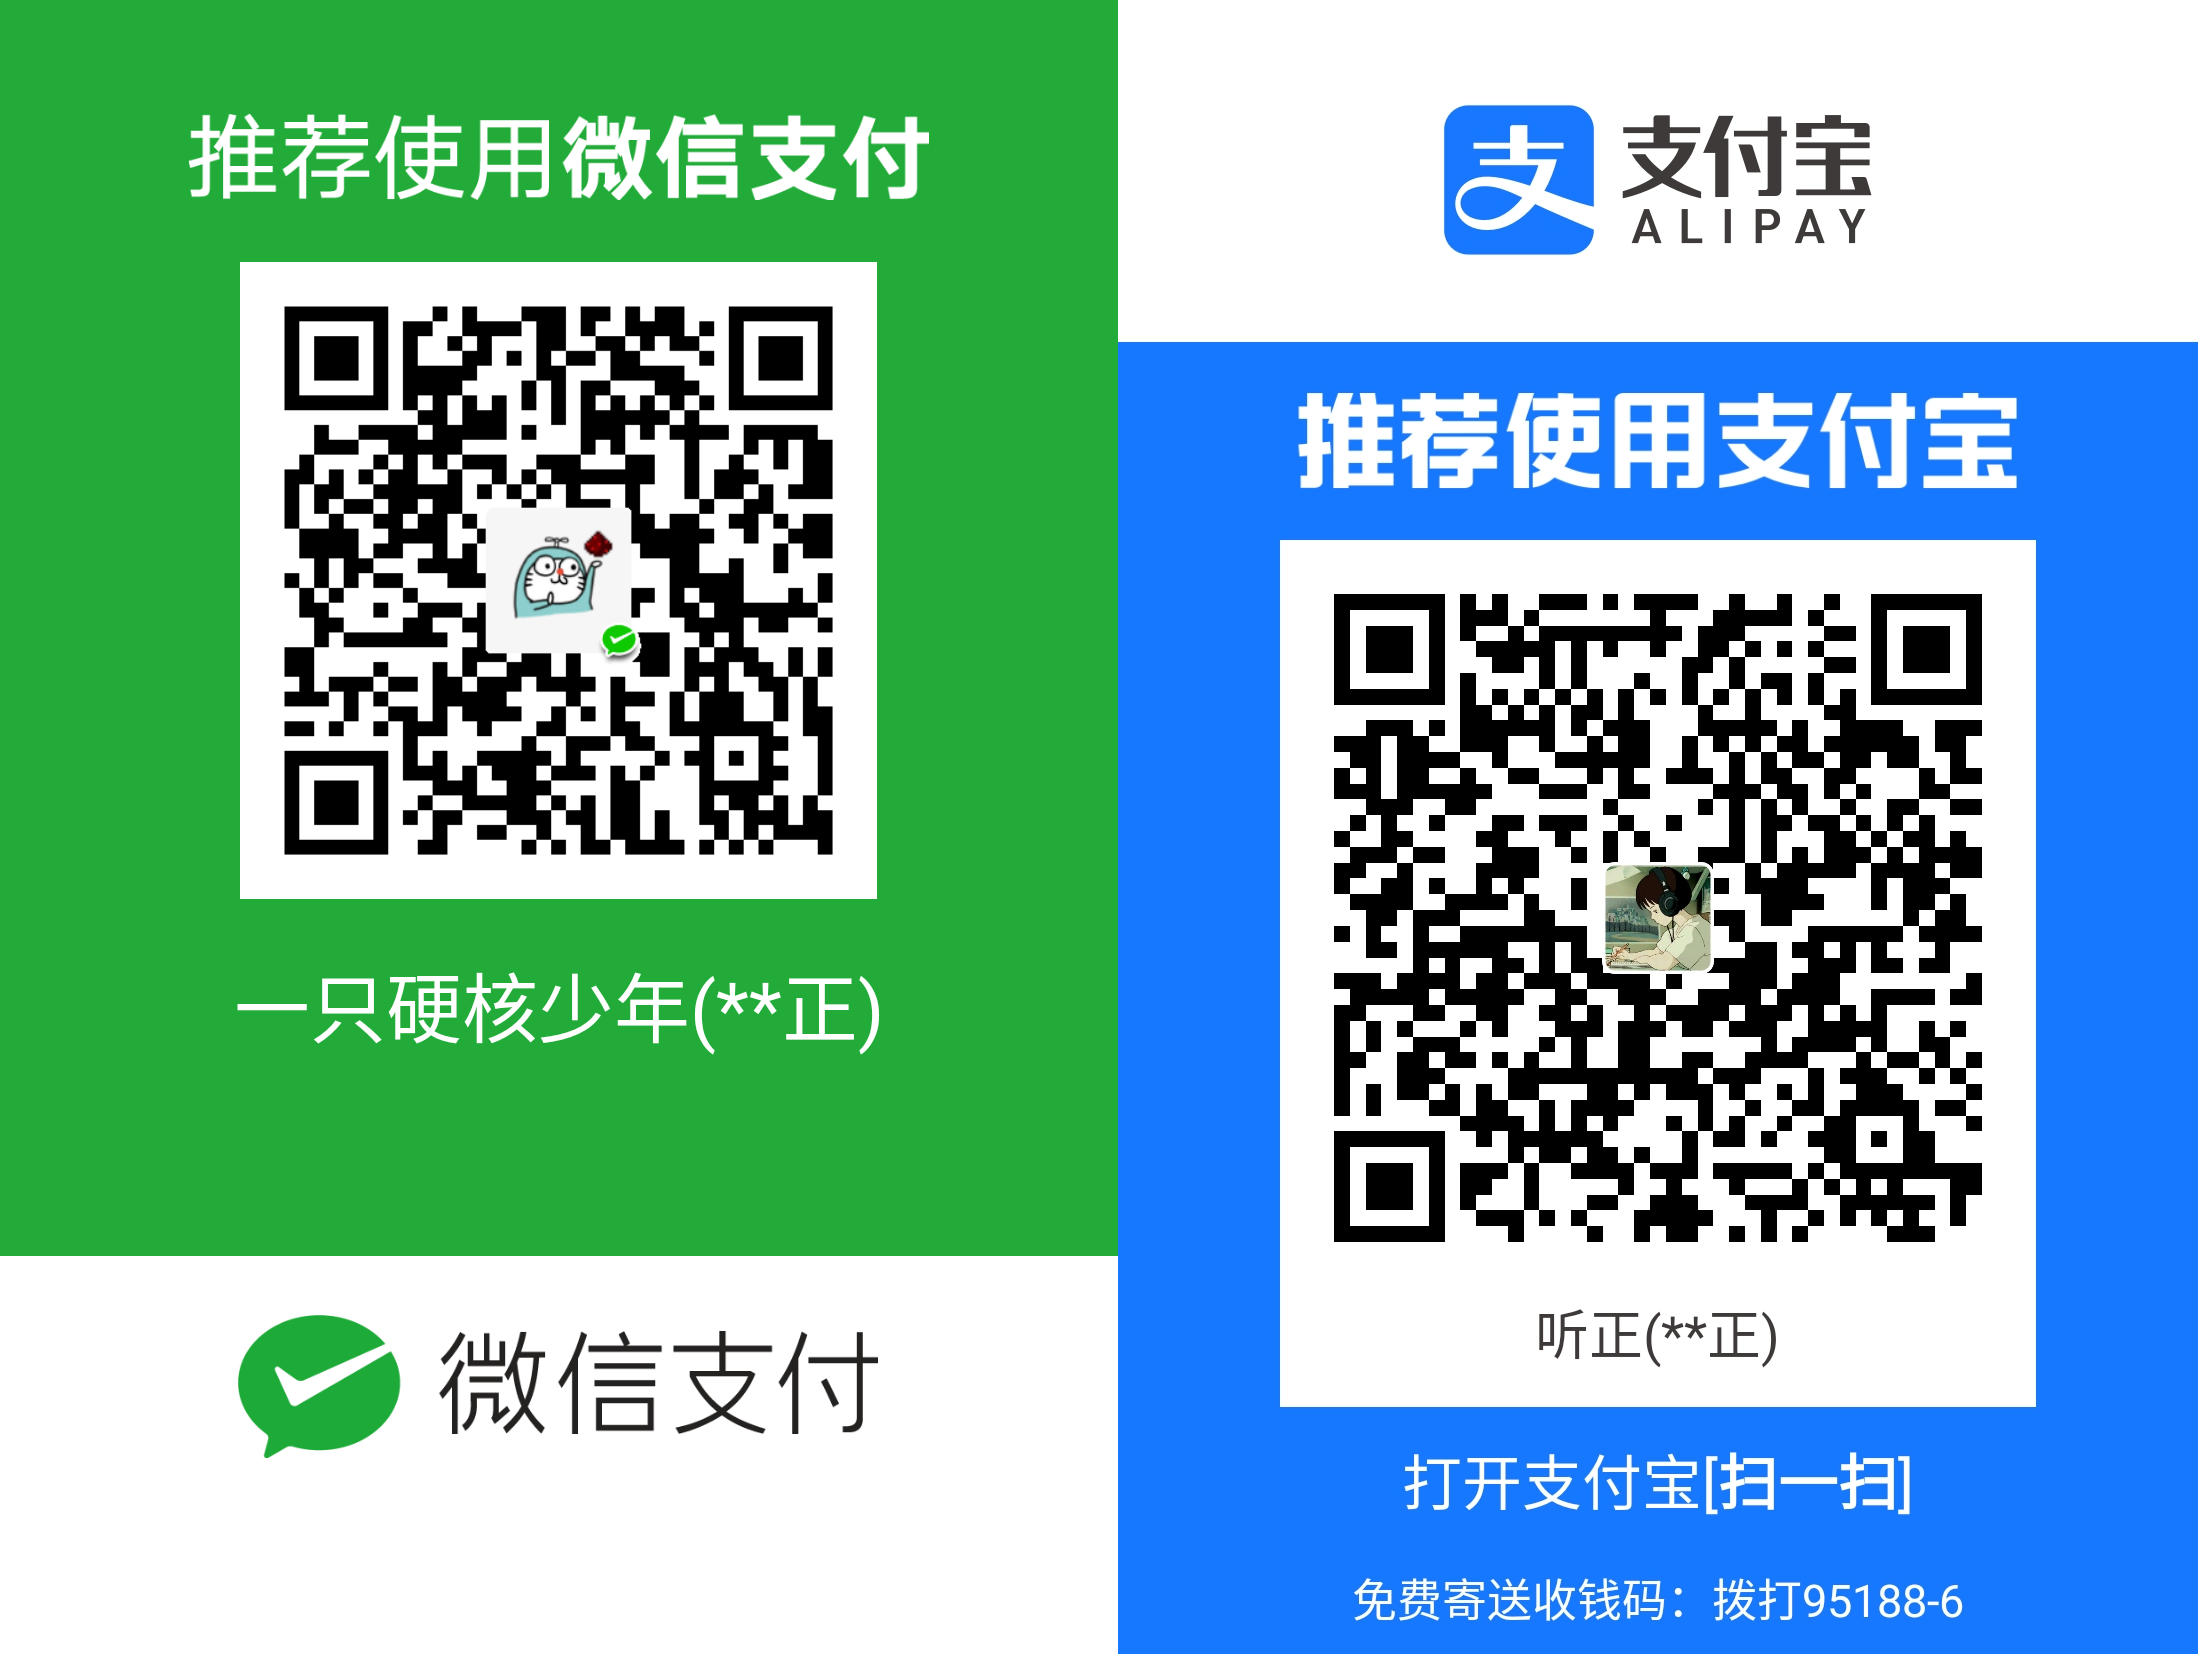 推荐使用微信支付
一只硬核少年(**正)
微信支付
支付宝
ALIPAY
推荐使用支付宝
听正(**正)
打开支付宝[扫一扫]
免费寄送收钱码：拨打95188-6